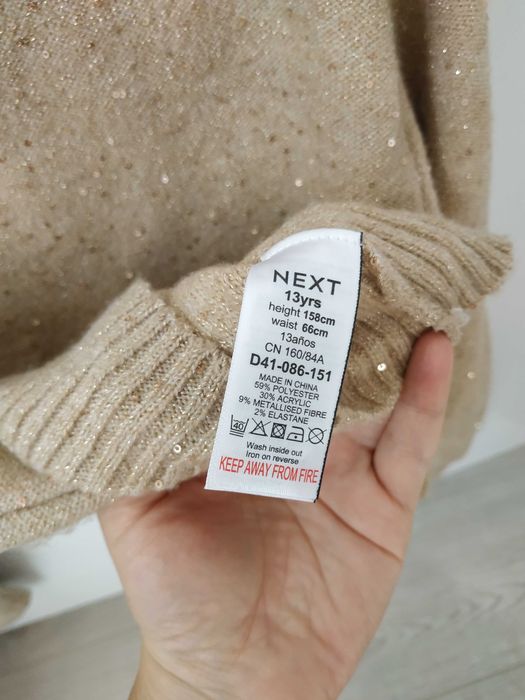 NEXT
13yrs
height 158cm
waist 66cm
13años
CN 160/84A
D41-086-151
MADE IN CHINA
59% POLYESTER
30% ACRYLIC
9% METALLISED FIBRE
2% ELASTANE
40
Wash inside out
Iron on reverse
KEEP AWAY FROM FIRE